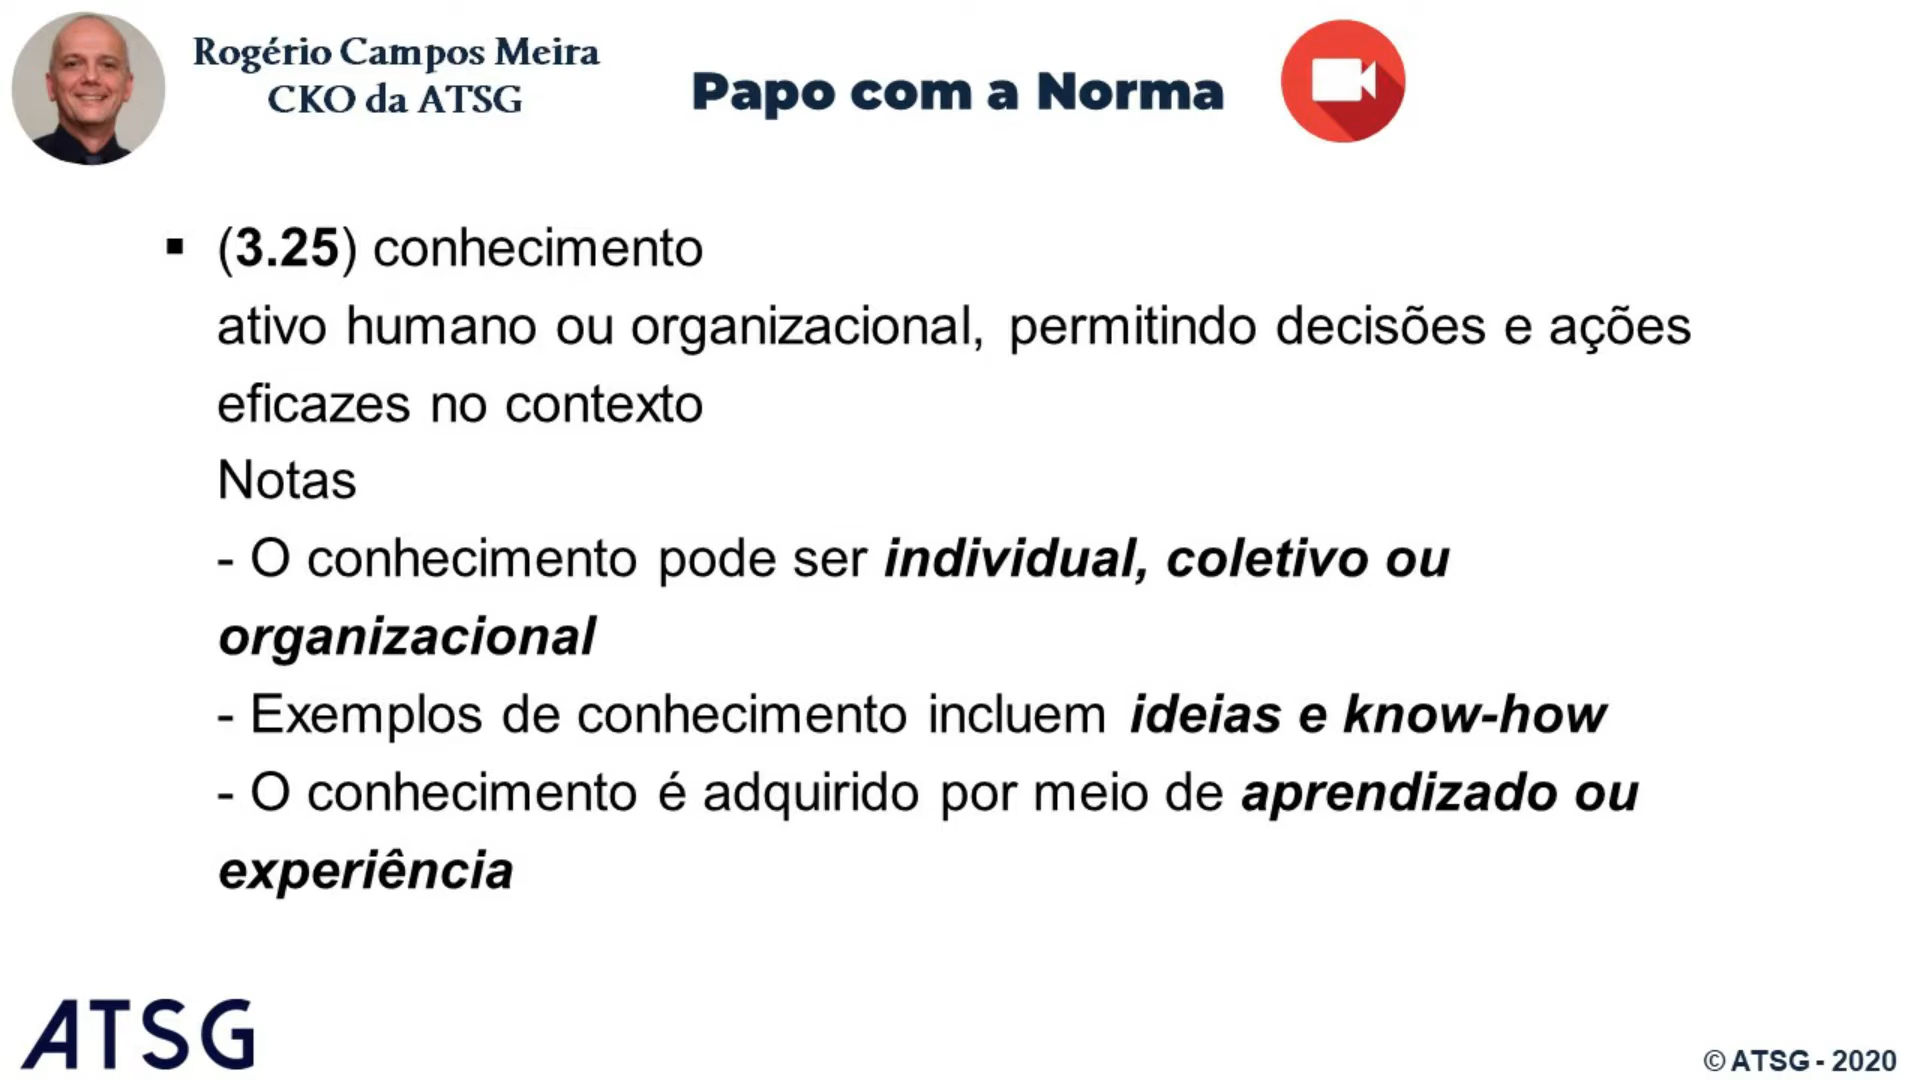 Rogério Campos Meira
CKO da ATSG
Papo com a Norma
▪ (3.25) conhecimento
ativo humano ou organizacional, permitindo decisões e ações
eficazes no contexto
Notas
- O conhecimento pode ser individual, coletivo ou
organizacional
- Exemplos de conhecimento incluem ideias e know-how
- O conhecimento é adquirido por meio de aprendizado ou
experiência
ATSG
© ATSG - 2020